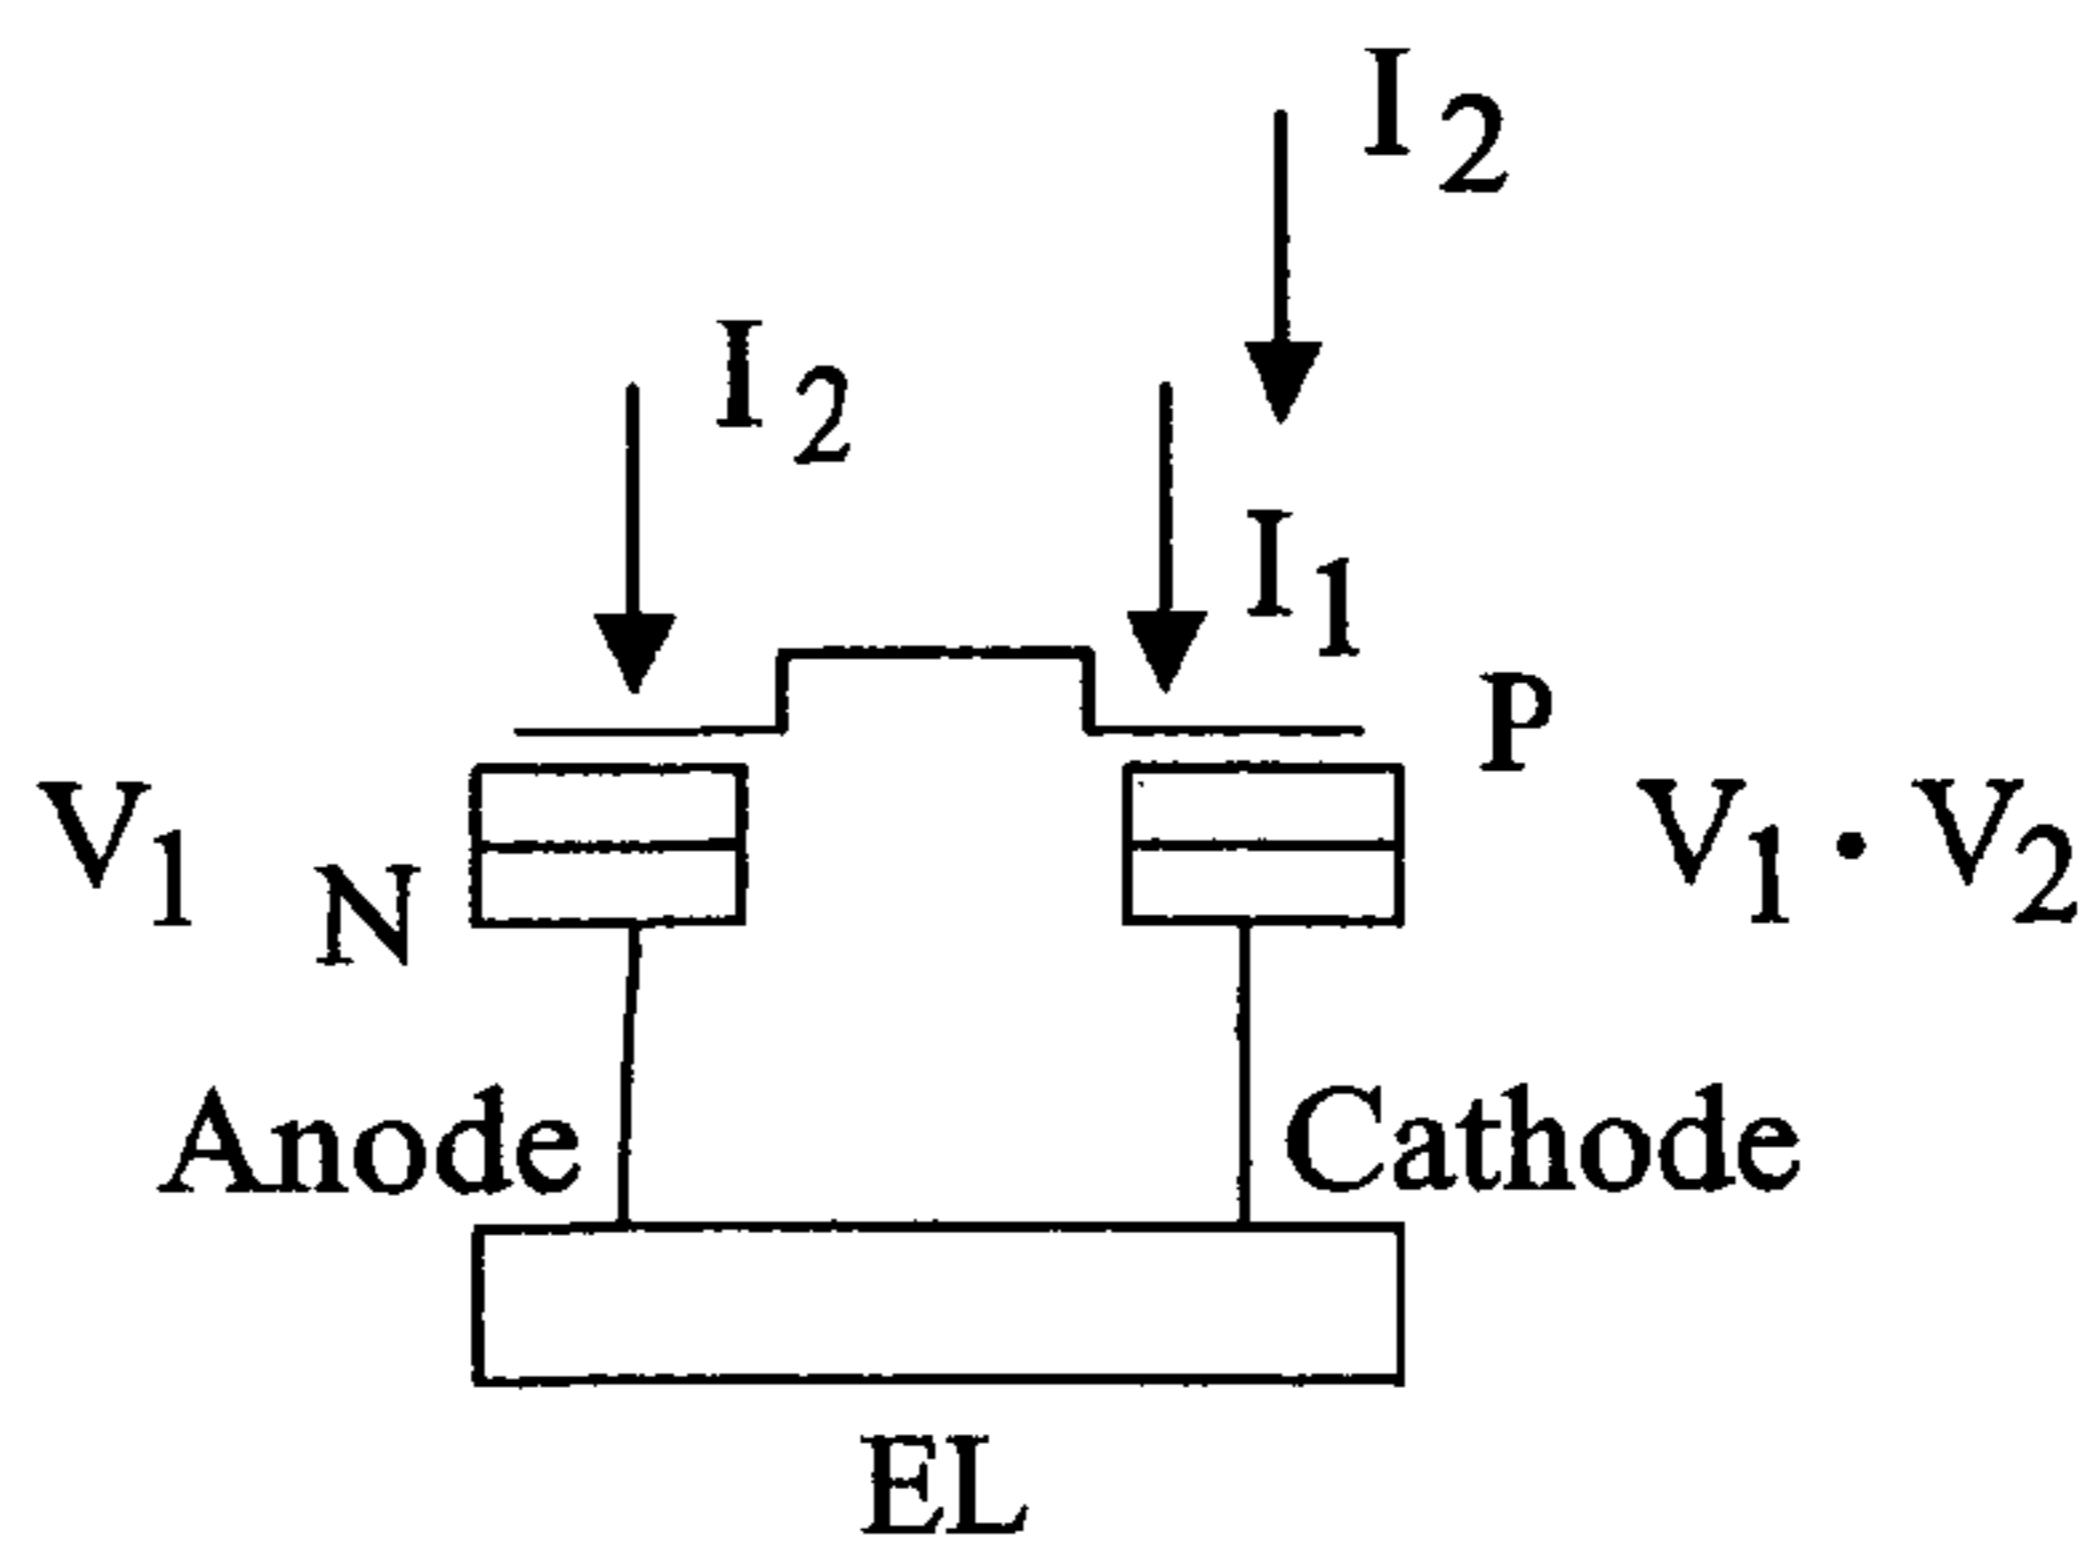 I2
I2
I1
P
V1
V1 · V2
N
Anode
Cathode
EL